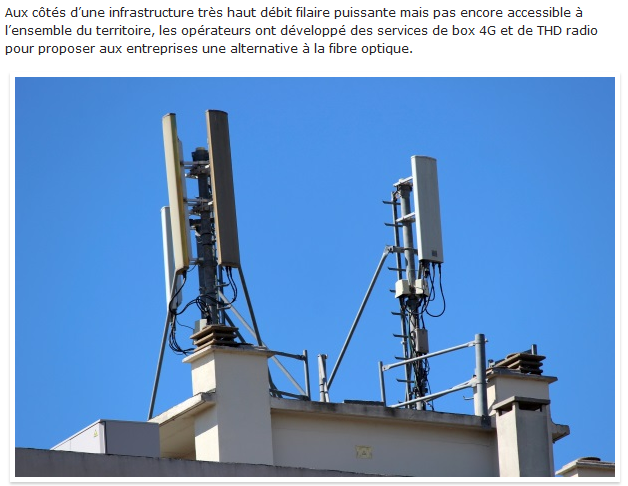 Aux côtés d’une infrastructure très haut débit filaire puissante mais pas encore accessible à
l’ensemble du territoire, les opérateurs ont développé des services de box 4G et de THD radio
pour proposer aux entreprises une alternative à la fibre optique.